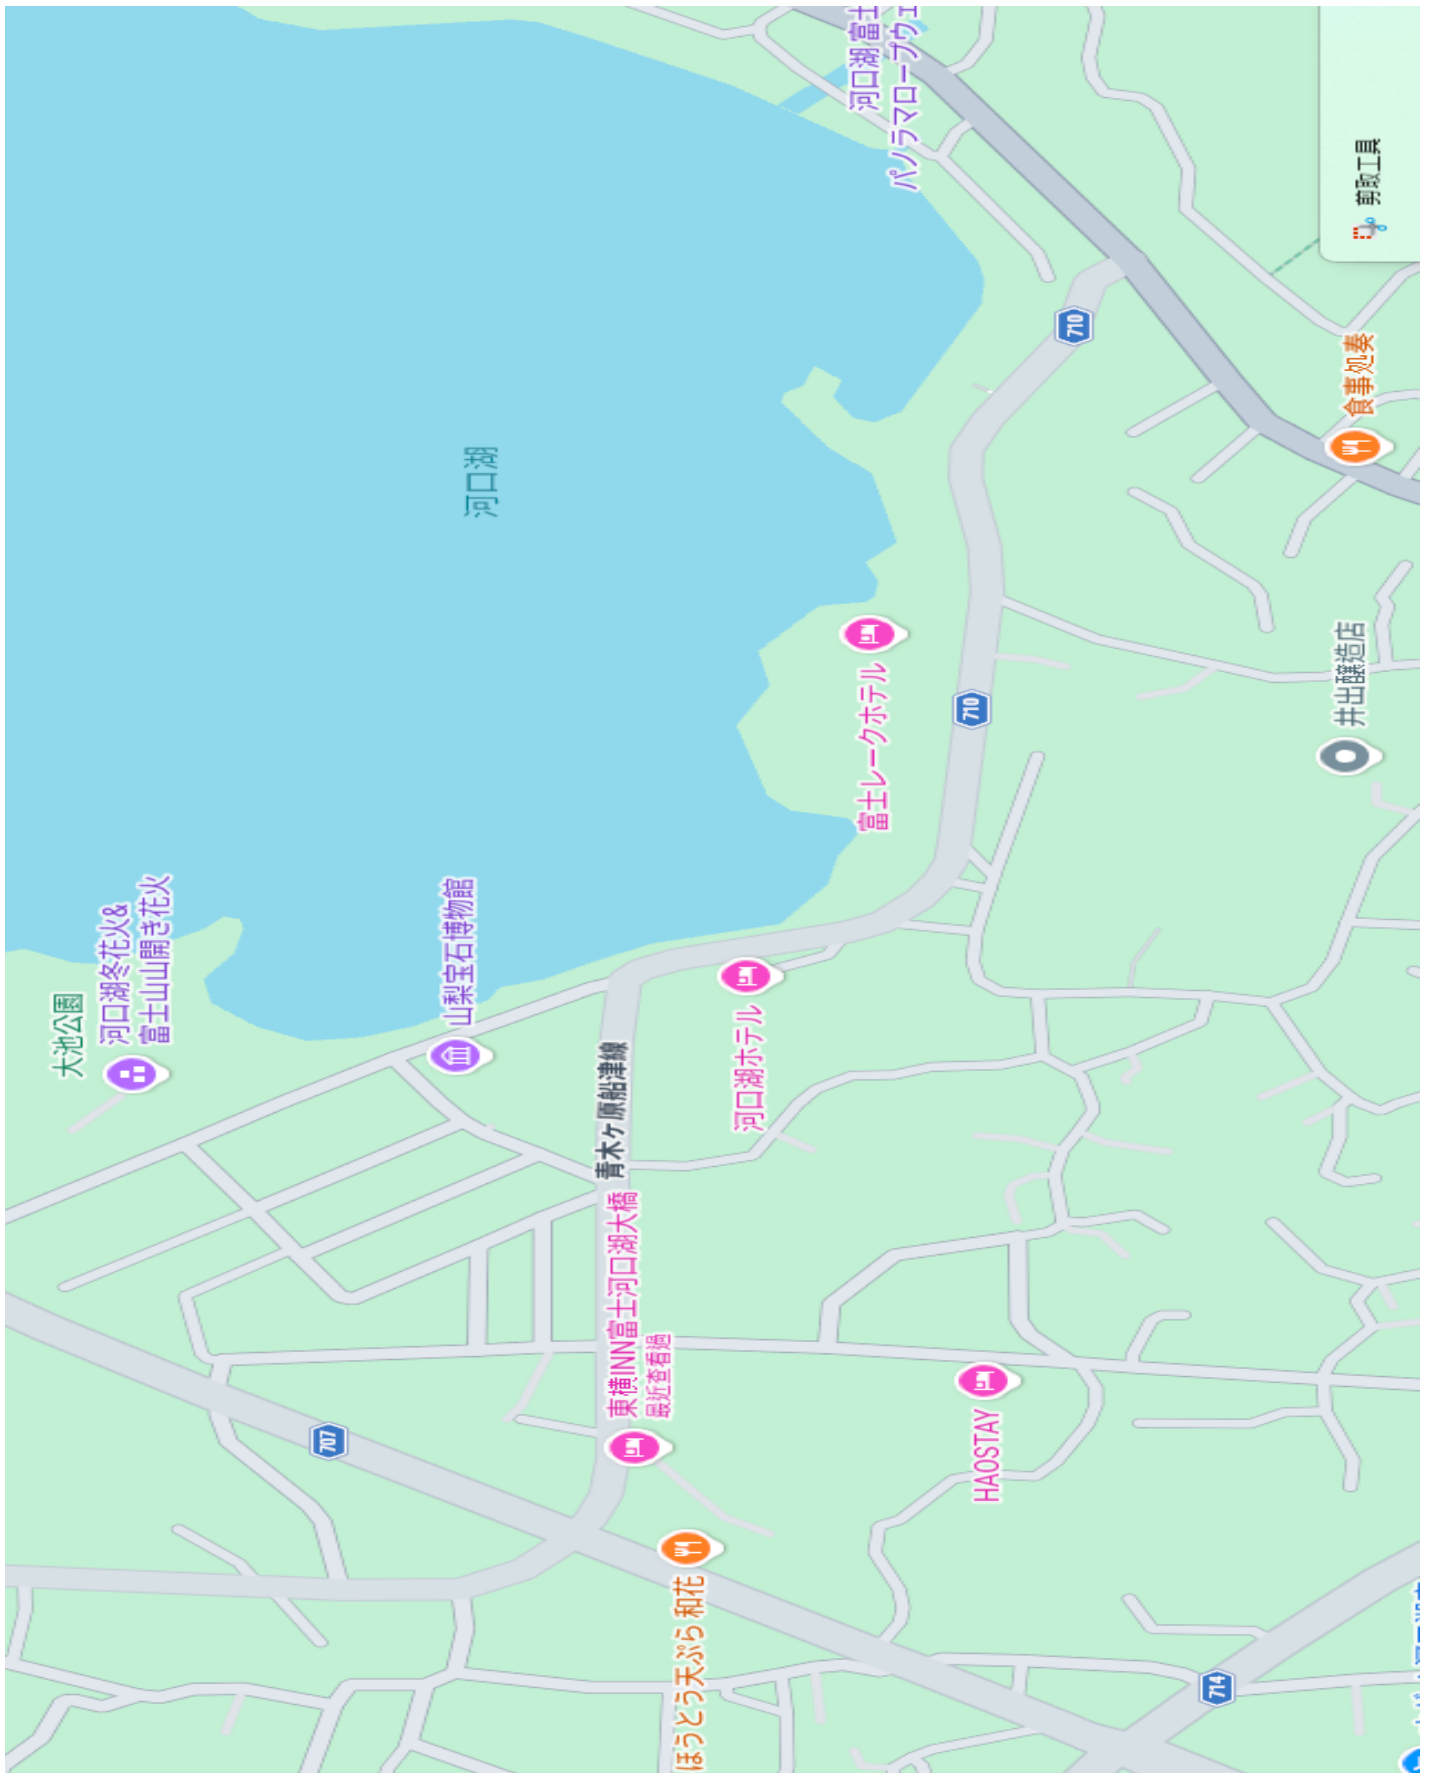 大池公園
河口湖冬花火&
富士山山開き花火
山梨宝石博物館
河口湖
青木ヶ原船津線
東横INN富士河口湖大橋
最近查看過
707
ほうとう天ぷら 和花
河口湖ホテル
富士レークホテル
710
710
河口湖 富士
パノラマロープウェ
HAOSTAY
714
井出醸造店
食事処奏
剪取工具